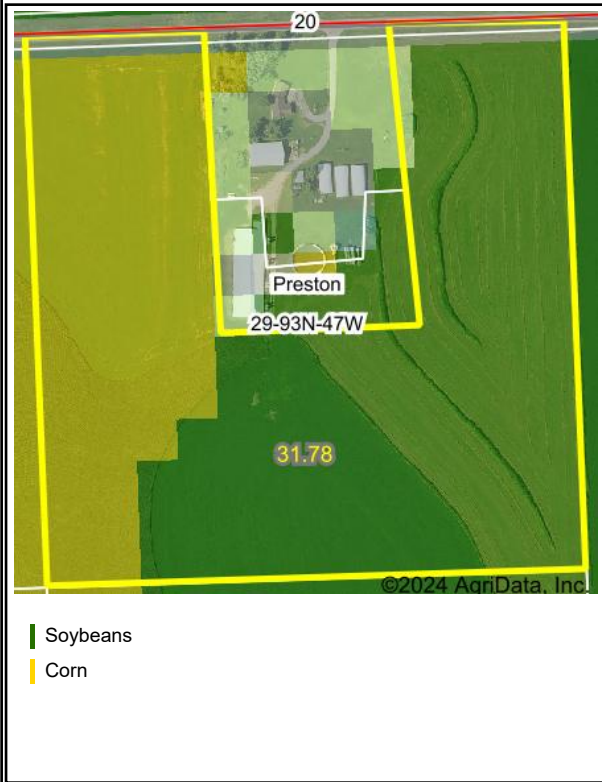 20
Preston
29-93N-47W
31.78
©2024 AgriData, Inc.
Soybeans
Corn